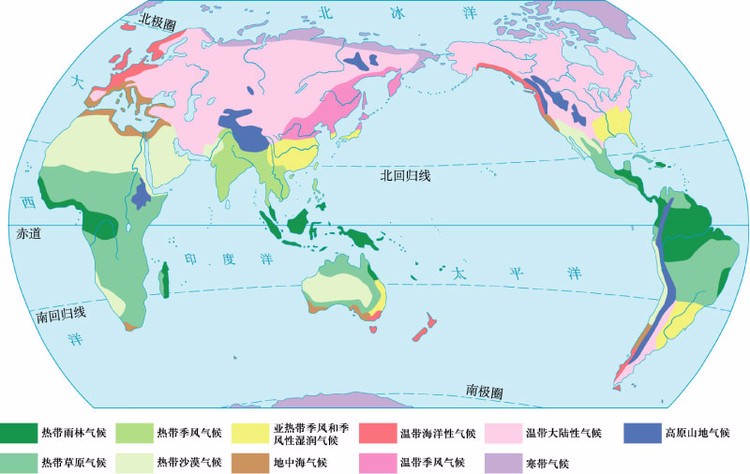 北极圈
北 冰 洋
大
西
洋
北回归线
赤道
印 度 洋
太 平 洋
南回归线
南极圈
热带雨林气候
热带季风气候
亚热带季风和季
风性湿润气候
温带海洋性气候
温带大陆性气候
高原山地气候
热带草原气候
热带沙漠气候
地中海气候
温带季风气候
寒带气候